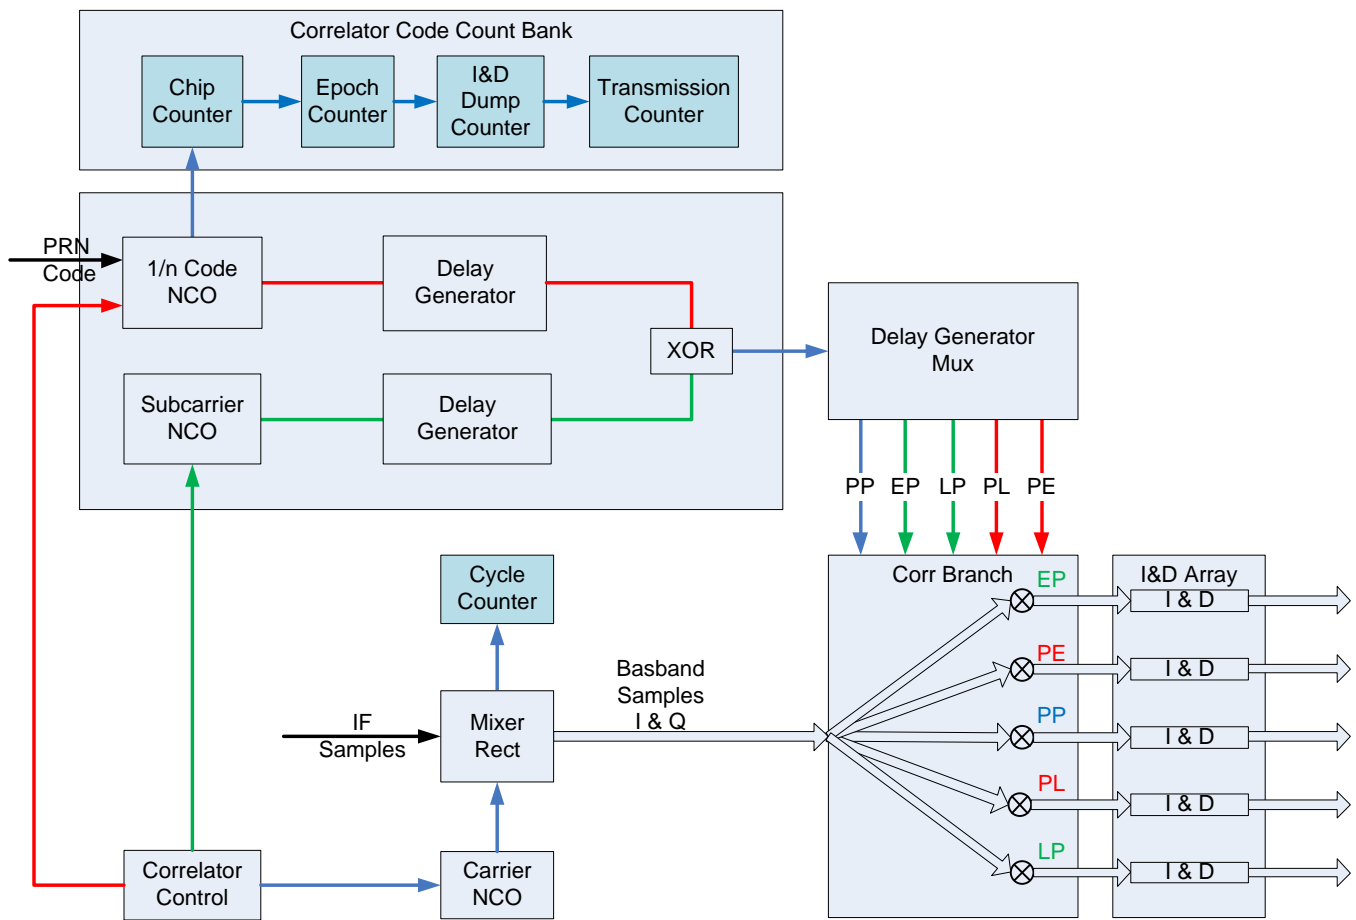 Correlator Code Count Bank
Chip
Counter
Epoch
Counter
I&D
Dump
Counter
Transmission
Counter
PRN
Code
1/n Code
NCO
Delay
Generator
XOR
Subcarrier
NCO
Delay
Generator
Delay Generator
Mux
PP
EP
LP
PL
PE
Cycle
Counter
Corr Branch
I&D Array
EP
I & D
PE
I & D
PP
I & D
PL
I & D
LP
I & D
Basband
Samples
I & Q
IF
Samples
Mixer
Rect
Correlator
Control
Carrier
NCO